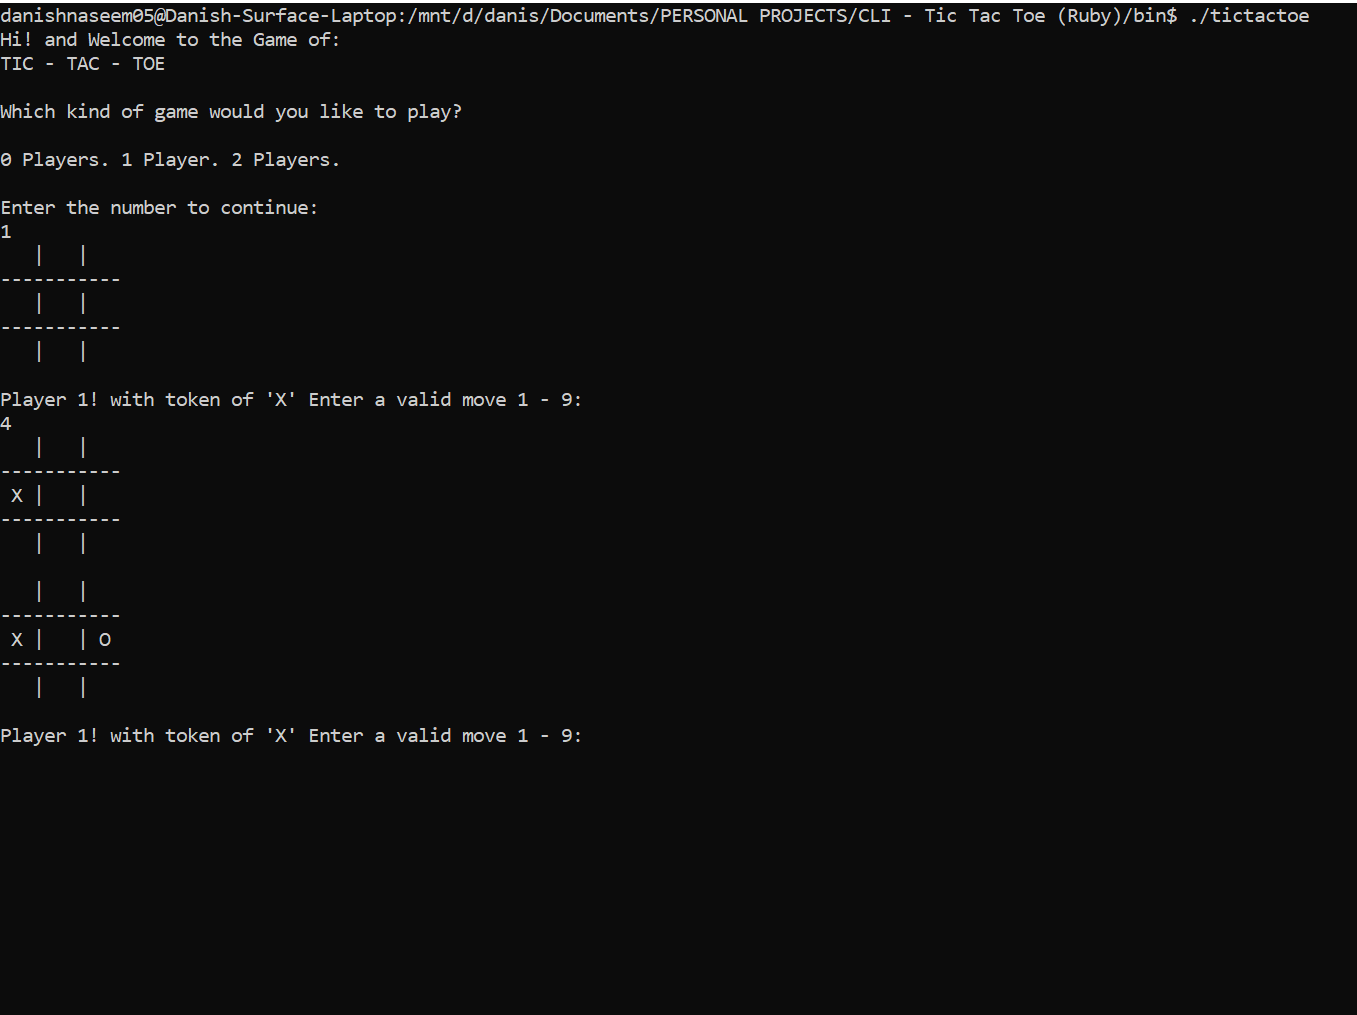 danishnaseem05@Danish-Surface-Laptop:/mnt/d/danis/Documents/PERSONAL PROJECTS/CLI - Tic Tac Toe (Ruby)/bin$ ./tictactoe
Hi! and Welcome to the Game of:
TIC - TAC - TOE
Which kind of game would you like to play?
0 Players. 1 Player. 2 Players.
Enter the number to continue:
1
   |   |   
-----------
   |   |   
-----------
   |   |   
Player 1! with token of 'X' Enter a valid move 1 - 9:
4
   |   |   
-----------
 X |   |   
-----------
   |   |   
   |   |   
-----------
 X |   | O 
-----------
   |   |   
Player 1! with token of 'X' Enter a valid move 1 - 9: